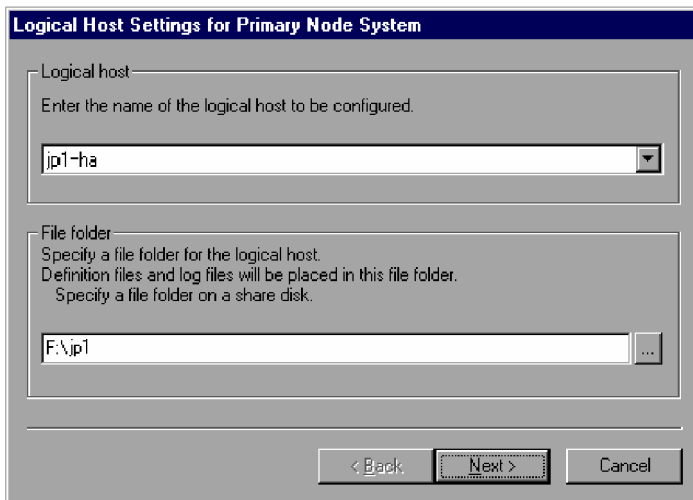 Logical Host Settings for Primary Node System
Logical host
Enter the name of the logical host to be configured.
jp1-ha
File folder
Specify a file folder for the logical host.
Definition files and log files will be placed in this file folder.
Specify a file folder on a share disk.
F:\jp1
...
< Back
Next >
Cancel